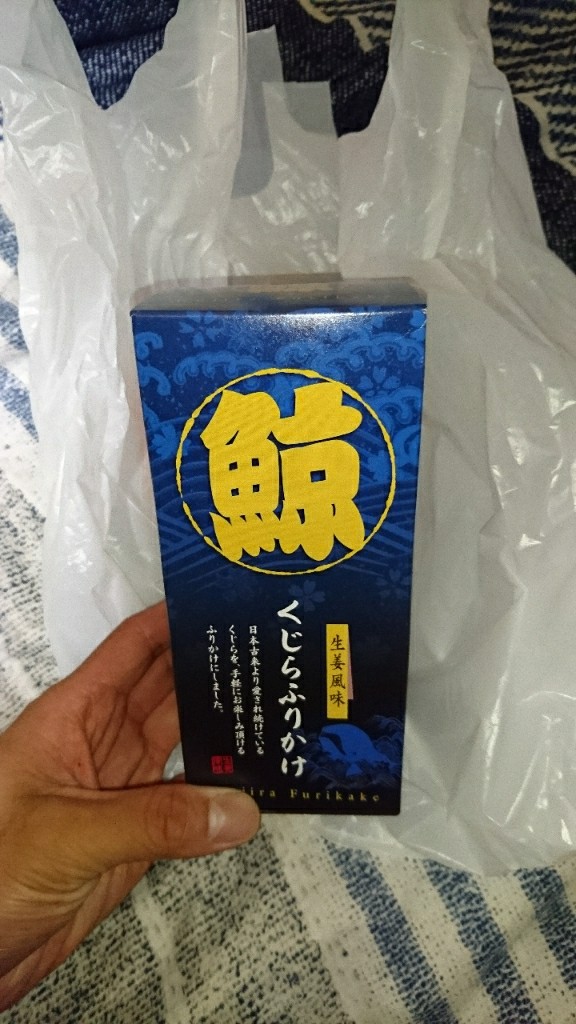 鯨
生姜風味
くじらふりかけ
日本古来より愛され続けている
くじらを、手軽にお楽しみ頂ける
ふりかけにしました。
Furikake